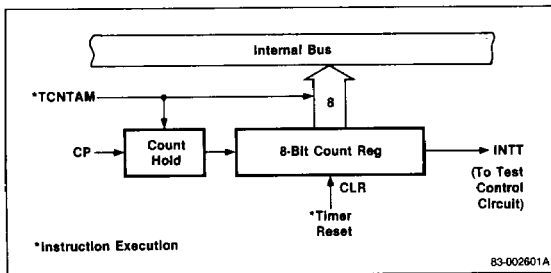 Internal Bus
*TCNTAM
8
CP
Count
Hold
8-Bit Count Reg
INTT
(To Test
Control
Circuit)
CLR
*Timer
Reset
*Instruction Execution
83-002601A